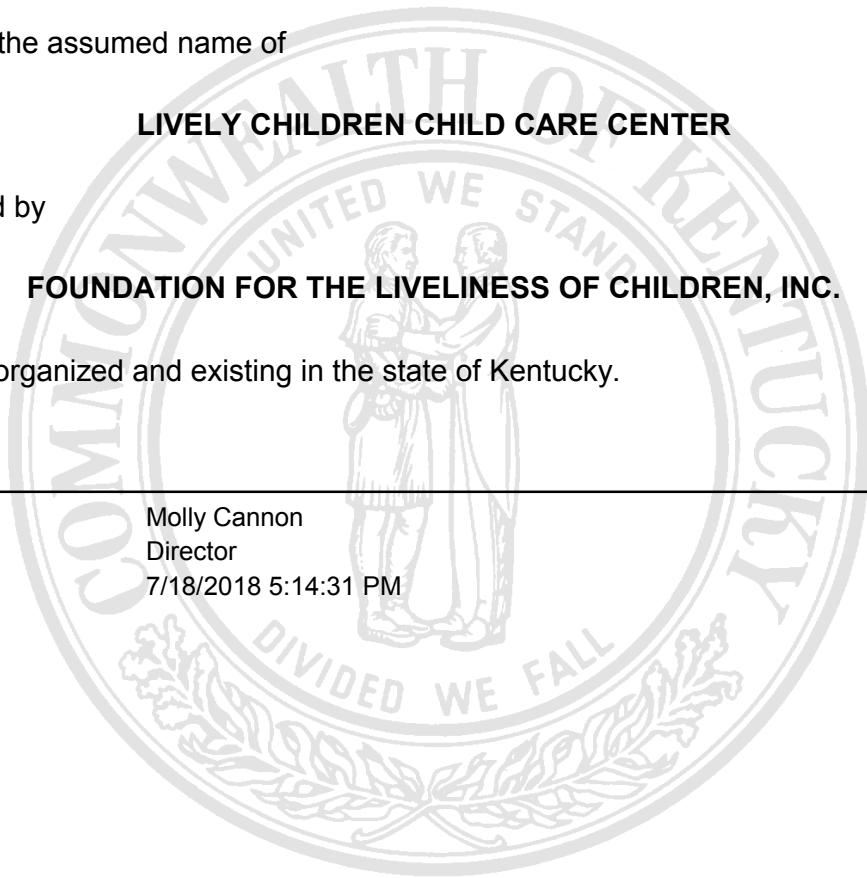 the assumed name of
LIVELY CHILDREN CHILD CARE CENTER
d by
FOUNDATION FOR THE LIVELINESS OF CHILDREN, INC.
organized and existing in the state of Kentucky.
Molly Cannon
Director
7/18/2018 5:14:31 PM
COMMONWEALTH OF KENTUCKY
UNITED WE STAND
DIVIDED WE FALL